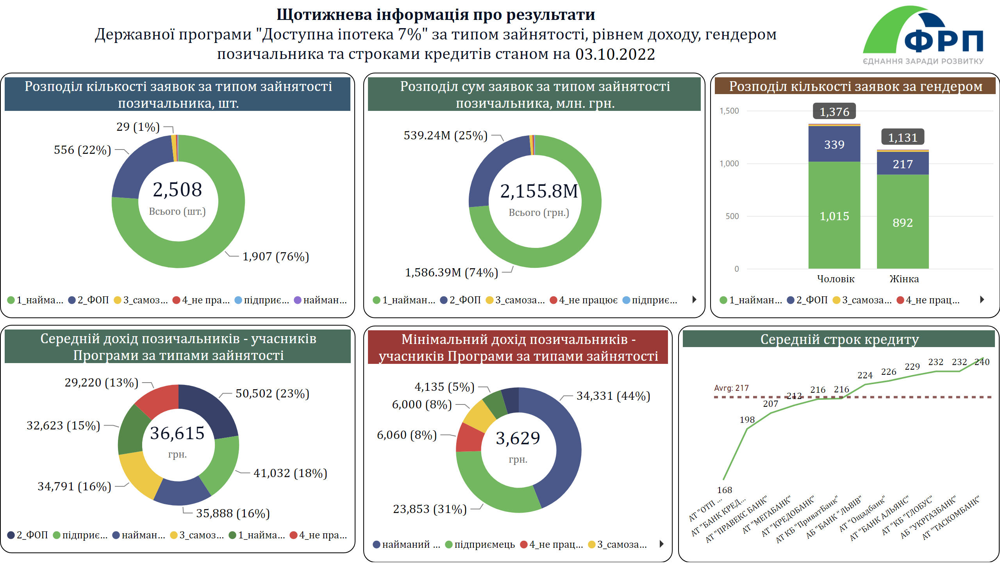 Щотижнева інформація про результати
Державної програми "Доступна іпотека 7%" за типом зайнятості, рівнем доходу, гендером
позичальника та строками кредитів станом на 03.10.2022
ФРП
ЄДНАННЯ ЗАРАДИ РОЗВИТКУ
Розподіл кількості заявок за типом зайнятості
позичальника, шт.
29 (1%)
556 (22%)
2,508
Всього (шт.)
1,907 (76%)
1_найма... 2_ФОП 3_самоз... 4_не пра... підприє... найман...
Розподіл сум заявок за типом зайнятості
позичальника, млн. грн.
539.24M (25%)
2,155.8M
Всього (грн.)
1,586.39M (74%)
1_найман... 2_ФОП 3_самоза... 4_не працює підприє...
Розподіл кількості заявок за гендером
1,500
1,000
500
0
1,376
339
1,015
1,131
217
892
Чоловік Жінка
1_найман... 2_ФОП 3_самоза... 4_не прац...
Середній дохід позичальників - учасників
Програми за типами зайнятості
29,220 (13%)
50,502 (23%)
32,623 (15%)
36,615
грн.
41,032 (18%)
34,791 (16%)
35,888 (16%)
2_ФОП підприє... найман... 3_самоз... 1_найма... 4_не пра...
Мінімальний дохід позичальників -
учасників Програми за типами зайнятості
4,135 (5%)
34,331 (44%)
6,000 (8%)
6,060 (8%)
3,629
грн.
23,853 (31%)
найманий ... підприємець 4_не прац... 3_самоза...
Середній строк кредиту
Avrg: 217
168
198
207
212
216
216
224
226
229
232
232
240
АТ "ОТП ...
АТ "БАНК КРЕД...
АТ "ПРАВЕКС БАНК"
АТ "МЕГАБАНК"
АТ "КРЕДОБАНК"
АТ КБ "ПриватБанк"
АБ "БАНК "ЛЬВІВ"
АТ "Ощадбанк"
АТ "БАНК АЛЬЯНС"
АТ "КБ "ГЛОБУС"
АБ "УКРГАЗБАНК"
АТ "ТАСКОМБАНК"